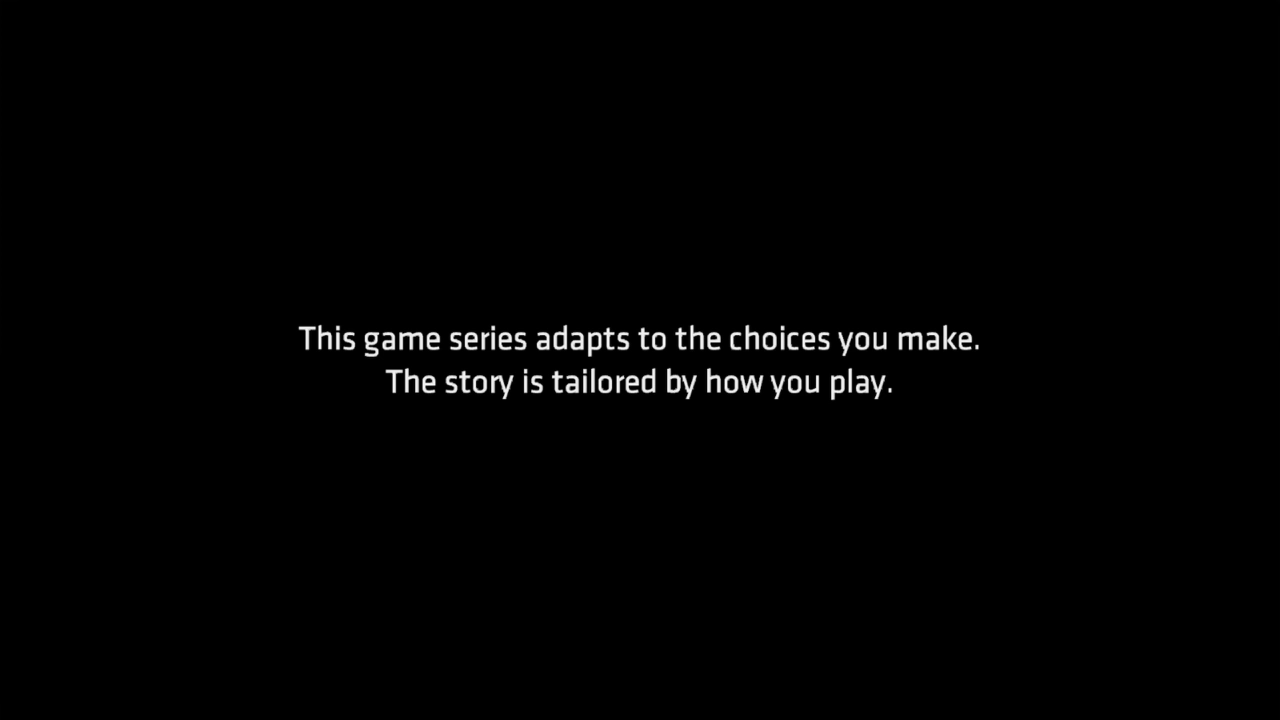 This game series adapts to the choices you make.
The story is tailored by how you play.